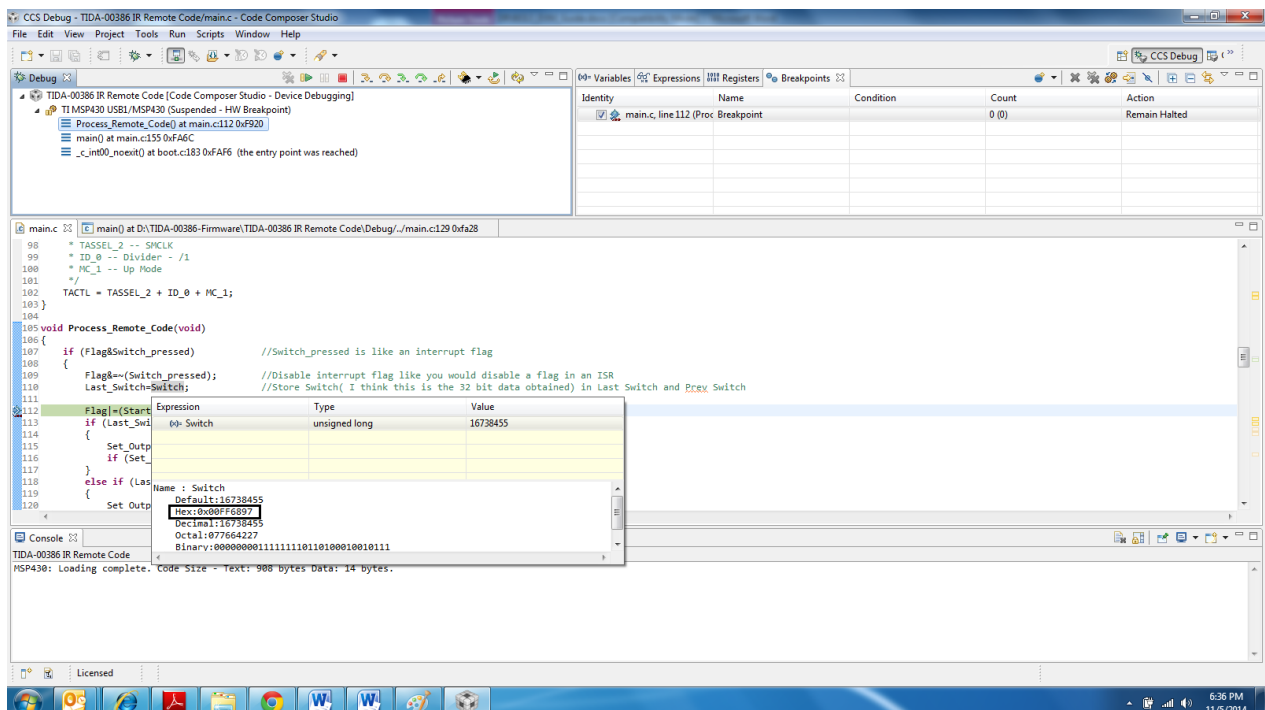 CCS Debug - TIDA-00386 IR Remote Code/main.c - Code Composer Studio
File Edit View Project Tools Run Scripts Window Help
CCS Debug
Debug
TIDA-00386 IR Remote Code [Code Composer Studio - Device Debugging]
TI MSP430 USB1/MSP430 (Suspended - HW Breakpoint)
Process_Remote_Code() at main.c:112 0xF920
main() at main.c:155 0xFA6C
_c_int00_noexit() at boot.c:183 0xFAF6 (the entry point was reached)
(x)= Variables Expressions Registers Breakpoints
Identity Name Condition Count Action
main.c, line 112 (Proc Breakpoint 0 (0) Remain Halted
main.c main() at D:\TIDA-00386-Firmware\TIDA-00386 IR Remote Code\Debug/../main.c:129 0xfa28
98 * TASSEL_2 -- SMCLK
99 * ID_0 -- Divider - /1
100 * MC_1 -- Up Mode
101 */
102 TACTL = TASSEL_2 + ID_0 + MC_1;
103 }
104
105 void Process_Remote_Code(void)
106 {
107 if (Flag&Switch_pressed) //Switch_pressed is like an interrupt flag
108 {
109 Flag&=~(Switch_pressed); //Disable interrupt flag like you would disable a flag in an ISR
110 Last_Switch=Switch; //Store Switch( I think this is the 32 bit data obtained) in Last Switch and Prev Switch
111
112 Flag|=(Start
113 if (Last_Swi
114 {
115 Set_Outp
116 if (Set_
117 }
118 else if (Las
119 {
120 Set Outp
Expression Type Value
(x)= Switch unsigned long 16738455
Name : Switch
Default:16738455
Hex:0x00FF6897
Decimal:16738455
Octal:077664227
Binary:00000000111111110110100010010111
Console
TIDA-00386 IR Remote Code
MSP430: Loading complete. Code Size - Text: 908 bytes Data: 14 bytes.
Licensed
6:36 PM
11/5/2014